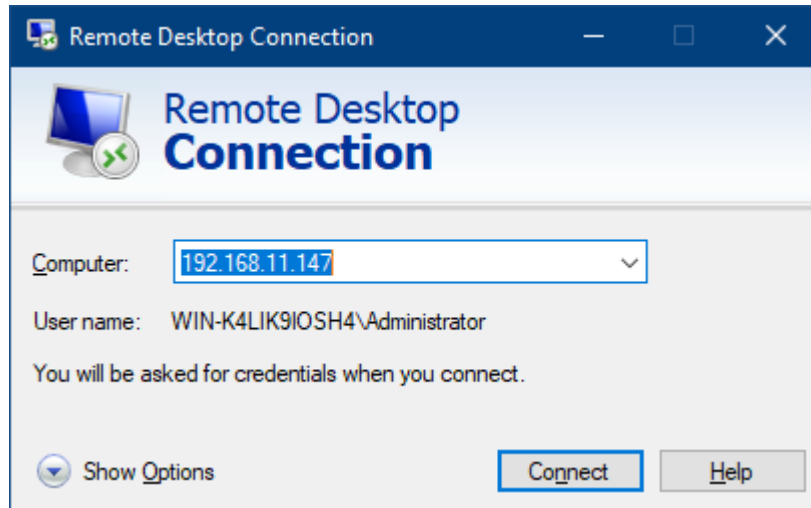 Remote Desktop Connection
Remote Desktop
Connection
Computer: 192.168.11.147
User name: WIN-K4LIK9IOSH4\Administrator
You will be asked for credentials when you connect.
Show Options Connect Help